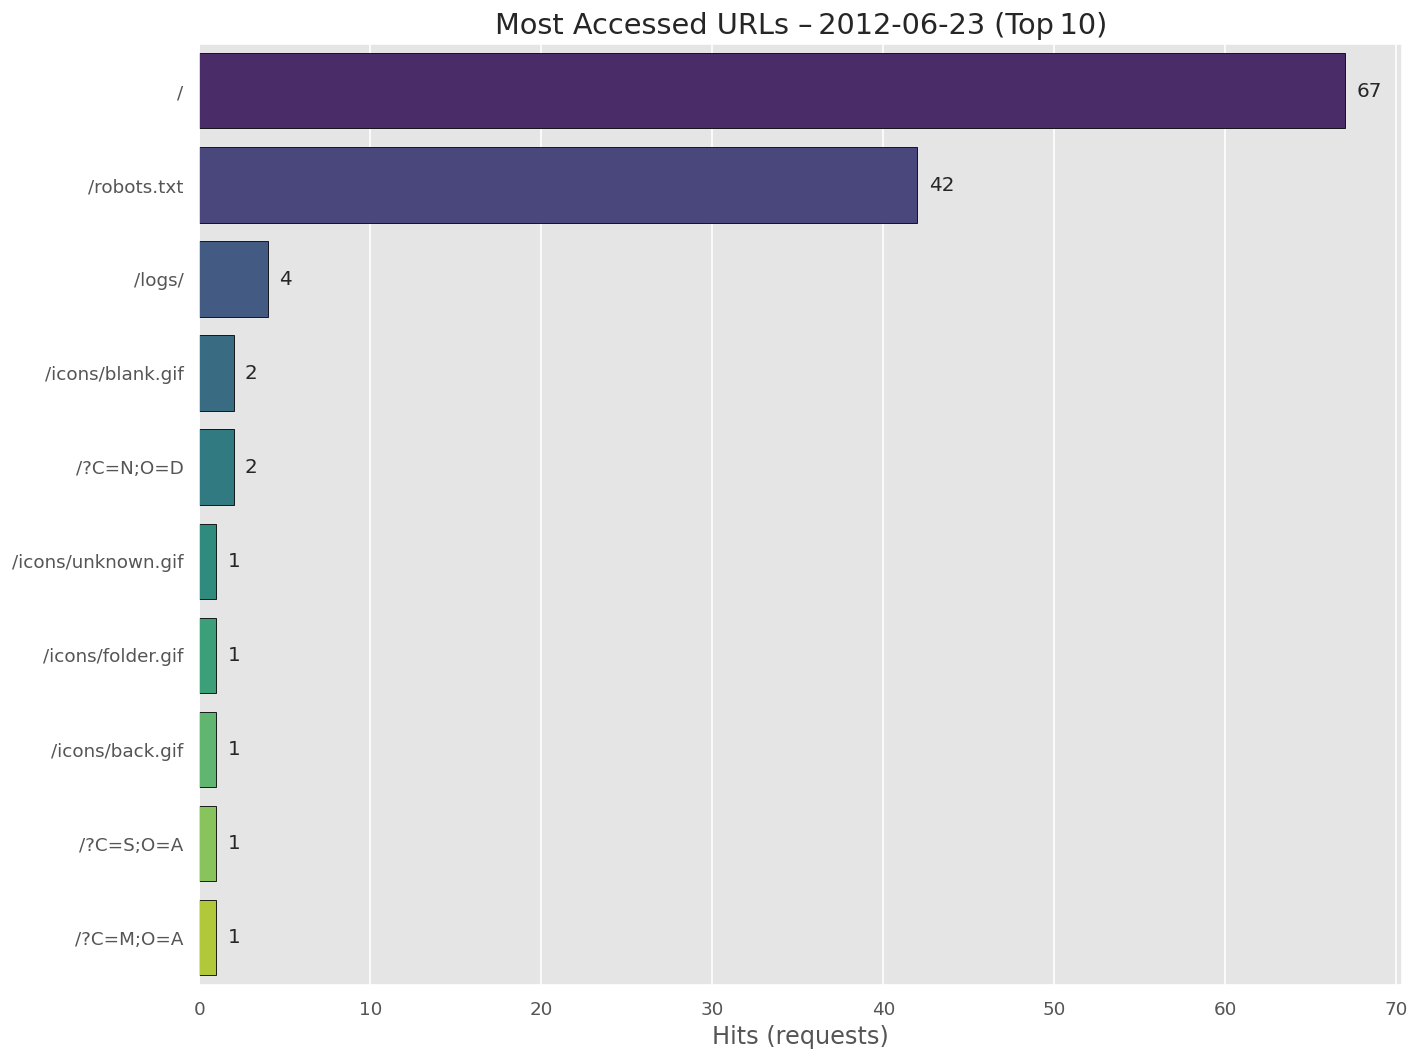 Most Accessed URLs – 2012-06-23 (Top 10)
/ 67
/robots.txt 42
/logs/ 4
/icons/blank.gif 2
/?C=N;O=D 2
/icons/unknown.gif 1
/icons/folder.gif 1
/icons/back.gif 1
/?C=S;O=A 1
/?C=M;O=A 1
0 10 20 30 40 50 60 70
Hits (requests)